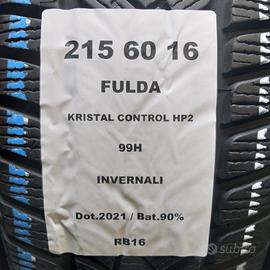 215 60 16
FULDA
KRISTAL CONTROL HP2
99H
INVERNALI
Dot.2021 / Bat.90%
RB16
subito